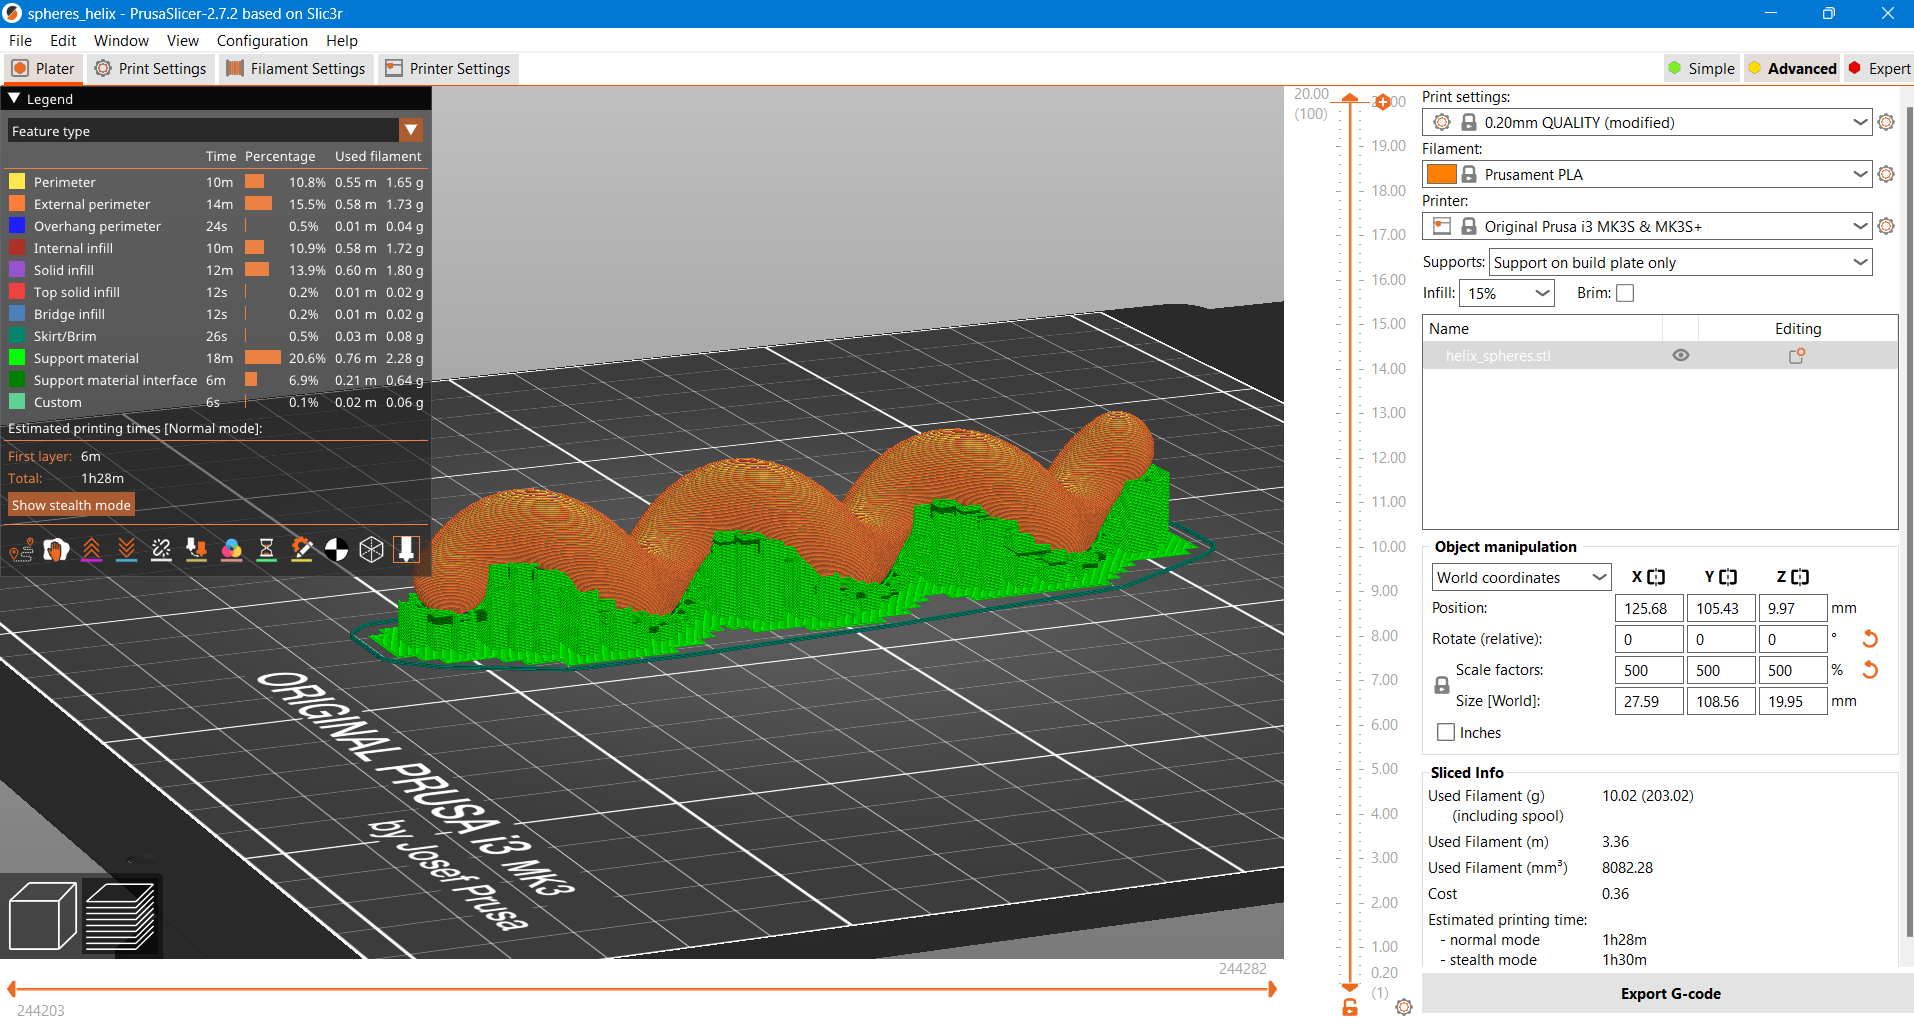 spheres_helix - PrusaSlicer-2.7.2 based on Slic3r
File Edit Window View Configuration Help
Plater Print Settings Filament Settings Printer Settings
Simple Advanced Expert
Legend
Feature type
Time Percentage Used filament
Perimeter 10m 10.8% 0.55 m 1.65 g
External perimeter 14m 15.5% 0.58 m 1.73 g
Overhang perimeter 24s 0.5% 0.01 m 0.04 g
Internal infill 10m 10.9% 0.58 m 1.72 g
Solid infill 12m 13.9% 0.60 m 1.80 g
Top solid infill 12s 0.2% 0.01 m 0.02 g
Bridge infill 12s 0.2% 0.01 m 0.02 g
Skirt/Brim 26s 0.5% 0.03 m 0.08 g
Support material 18m 20.6% 0.76 m 2.28 g
Support material interface 6m 6.9% 0.21 m 0.64 g
Custom 6s 0.1% 0.02 m 0.06 g
Estimated printing times [Normal mode]:
First layer: 6m
Total: 1h28m
Show stealth mode
ORIGINAL PRUSA i3 MK3
by Josef Prusa
244282
244203
20.00
(100)
19.00
18.00
17.00
16.00
15.00
14.00
13.00
12.00
11.00
10.00
9.00
8.00
7.00
6.00
5.00
4.00
3.00
2.00
1.00
0.20
(1)
Print settings:
0.20mm QUALITY (modified)
Filament:
Prusament PLA
Printer:
Original Prusa i3 MK3S & MK3S+
Supports: Support on build plate only
Infill: 15% Brim:
Name Editing
helix_spheres.stl
Object manipulation
World coordinates X Y Z
Position: 125.68 105.43 9.97 mm
Rotate (relative): 0 0 0 °
Scale factors: 500 500 500 %
Size [World]: 27.59 108.56 19.95 mm
Inches
Sliced Info
Used Filament (g) 10.02 (203.02)
(including spool)
Used Filament (m) 3.36
Used Filament (mm³) 8082.28
Cost 0.36
Estimated printing time:
- normal mode 1h28m
- stealth mode 1h30m
Export G-code